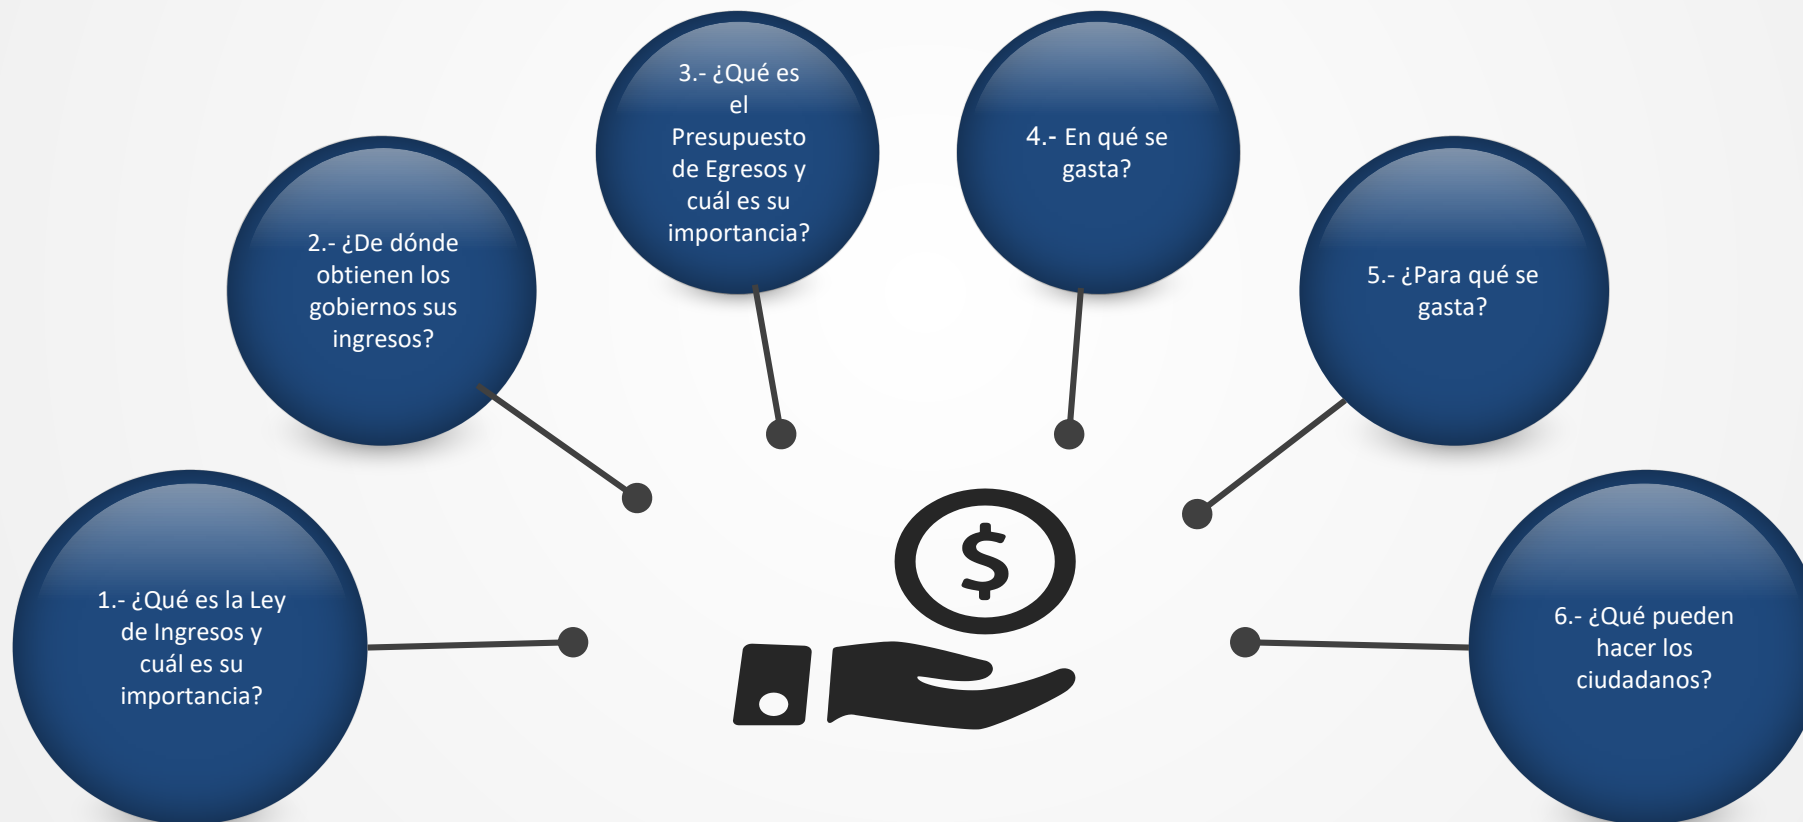 1.- ¿Qué es la Ley
de Ingresos y
cuál es su
importancia?
2.- ¿De dónde
obtienen los
gobiernos sus
ingresos?
3.- ¿Qué es
el
Presupuesto
de Egresos y
cuál es su
importancia?
4.- En qué se
gasta?
5.- ¿Para qué se
gasta?
6.- ¿Qué pueden
hacer los
ciudadanos?
$